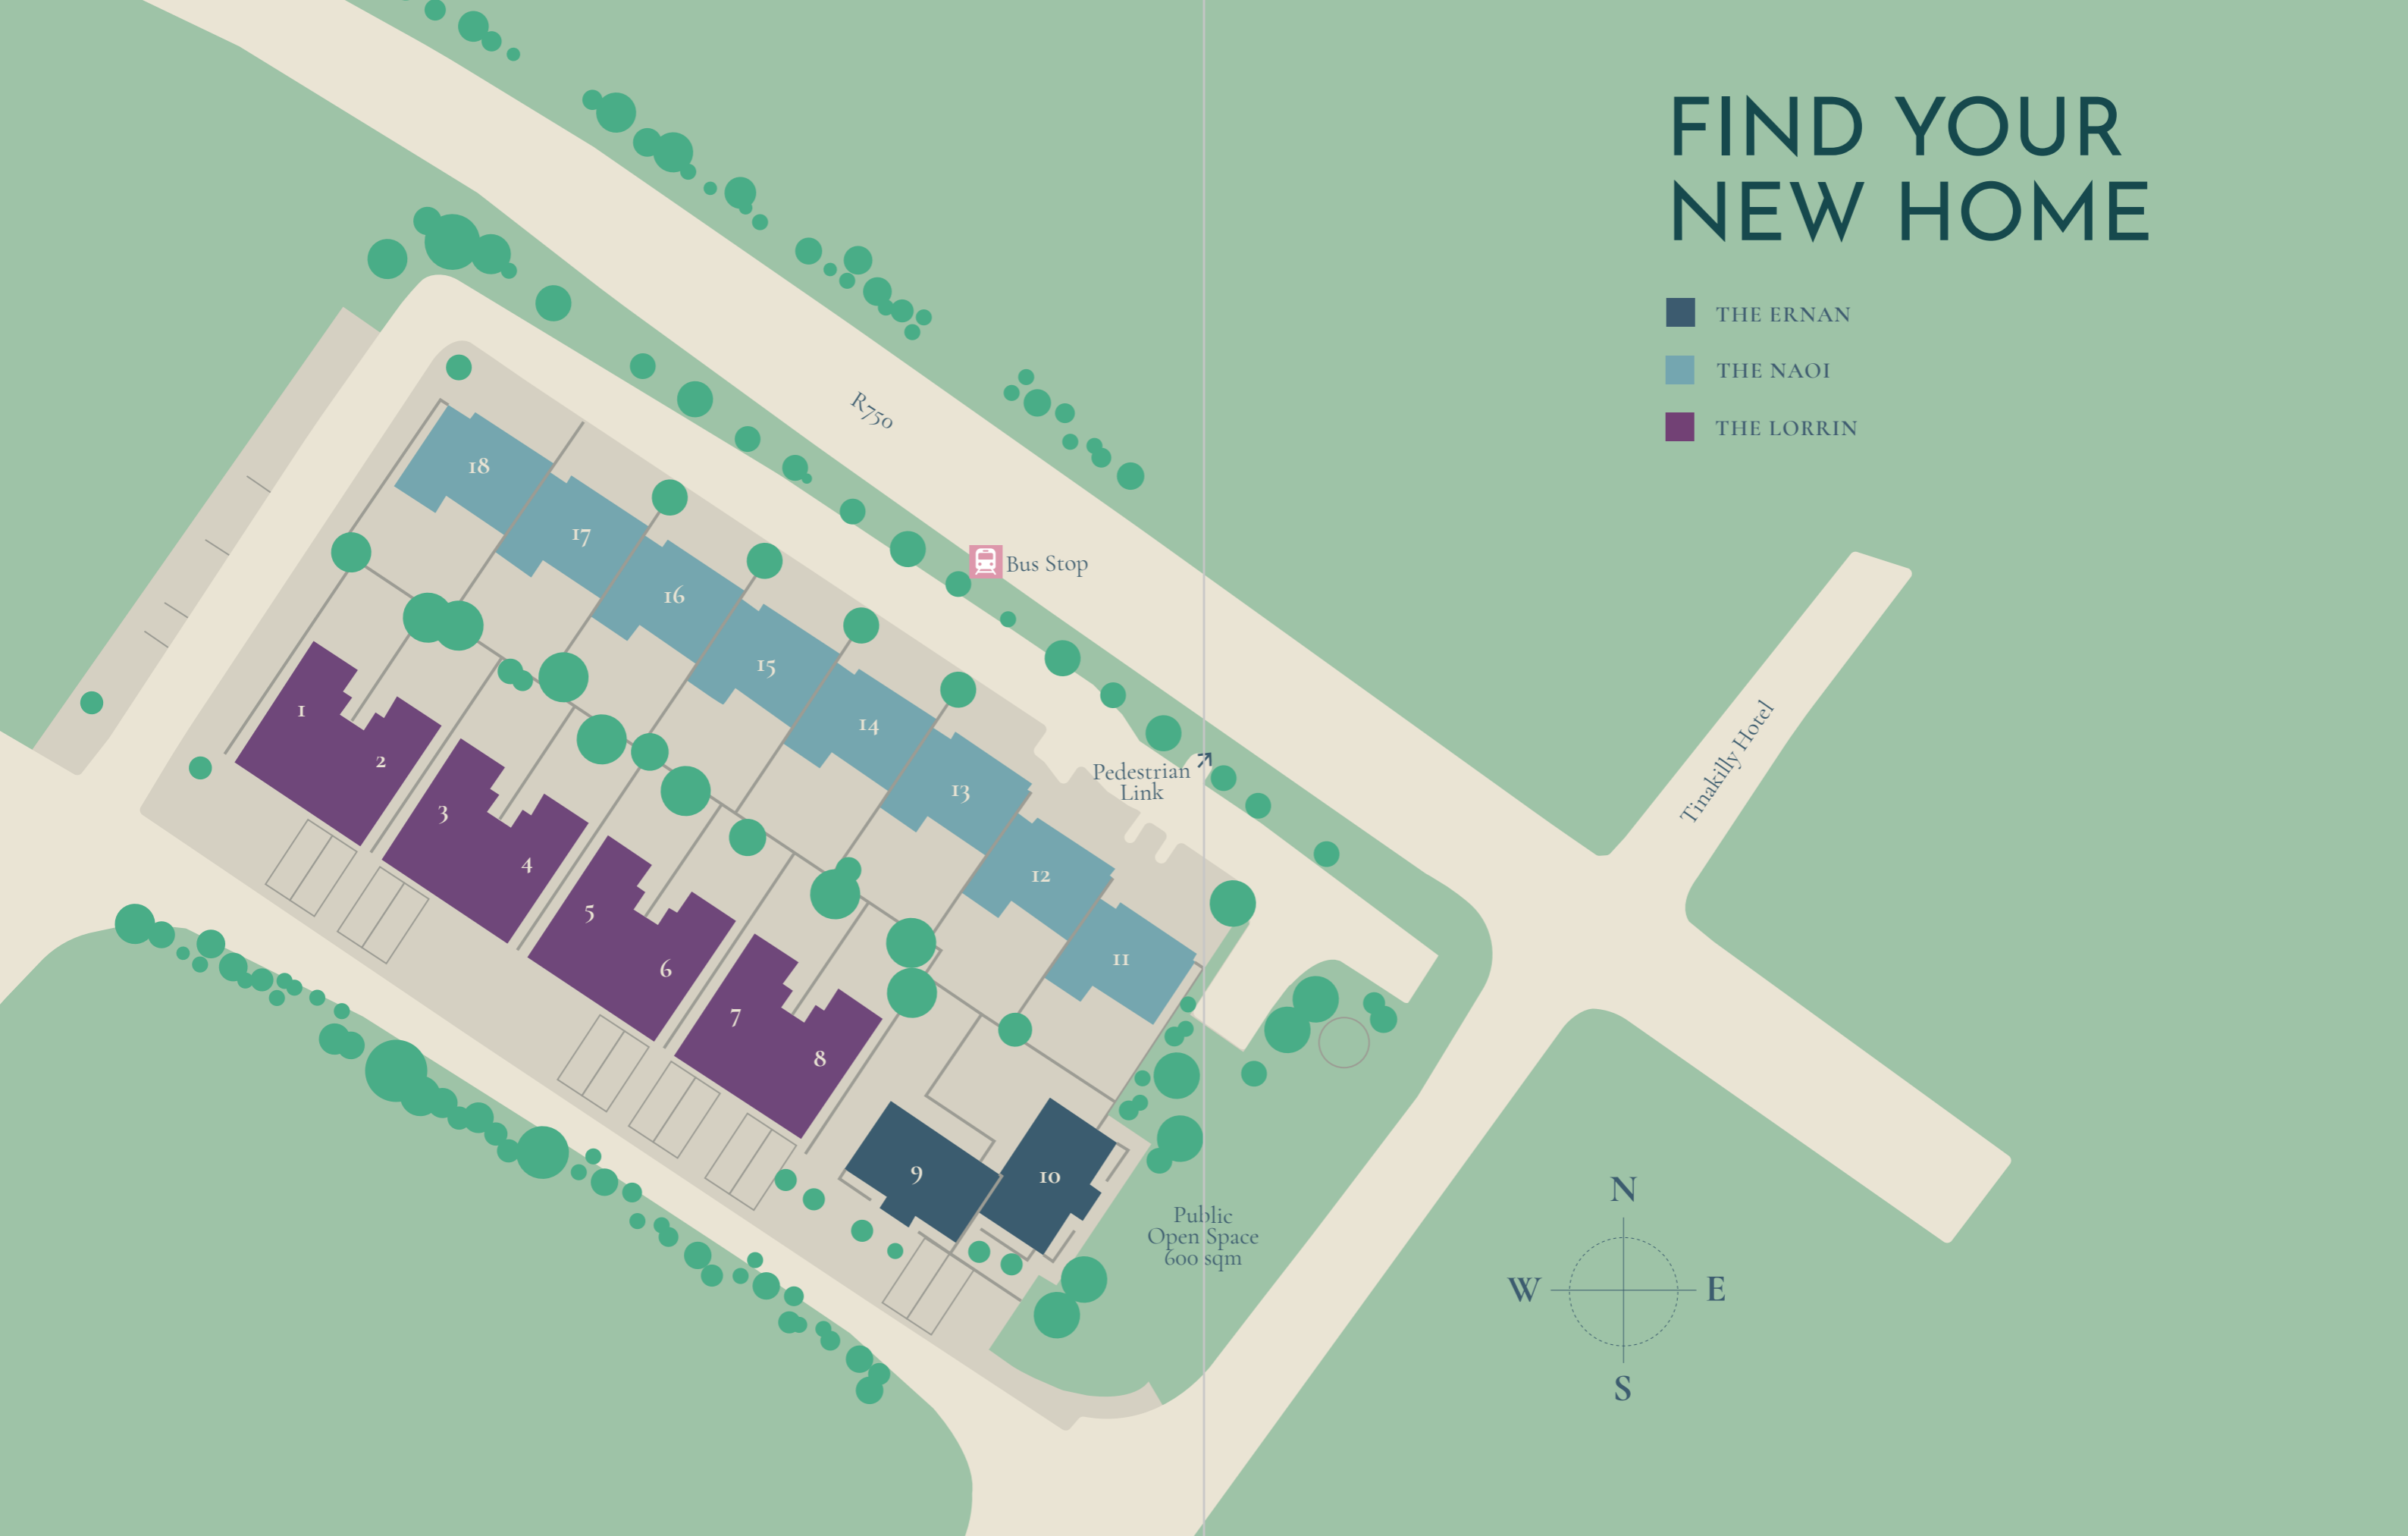 FIND YOUR
NEW HOME
THE ERNAN
THE NAOI
THE LORRIN
R750
Bus Stop
18
17
16
15
14
13
12
11
Pedestrian
Link
Tinakilly Hotel
1
2
3
4
5
6
7
8
9
10
Public
Open Space
600 sqm
N
W
E
S